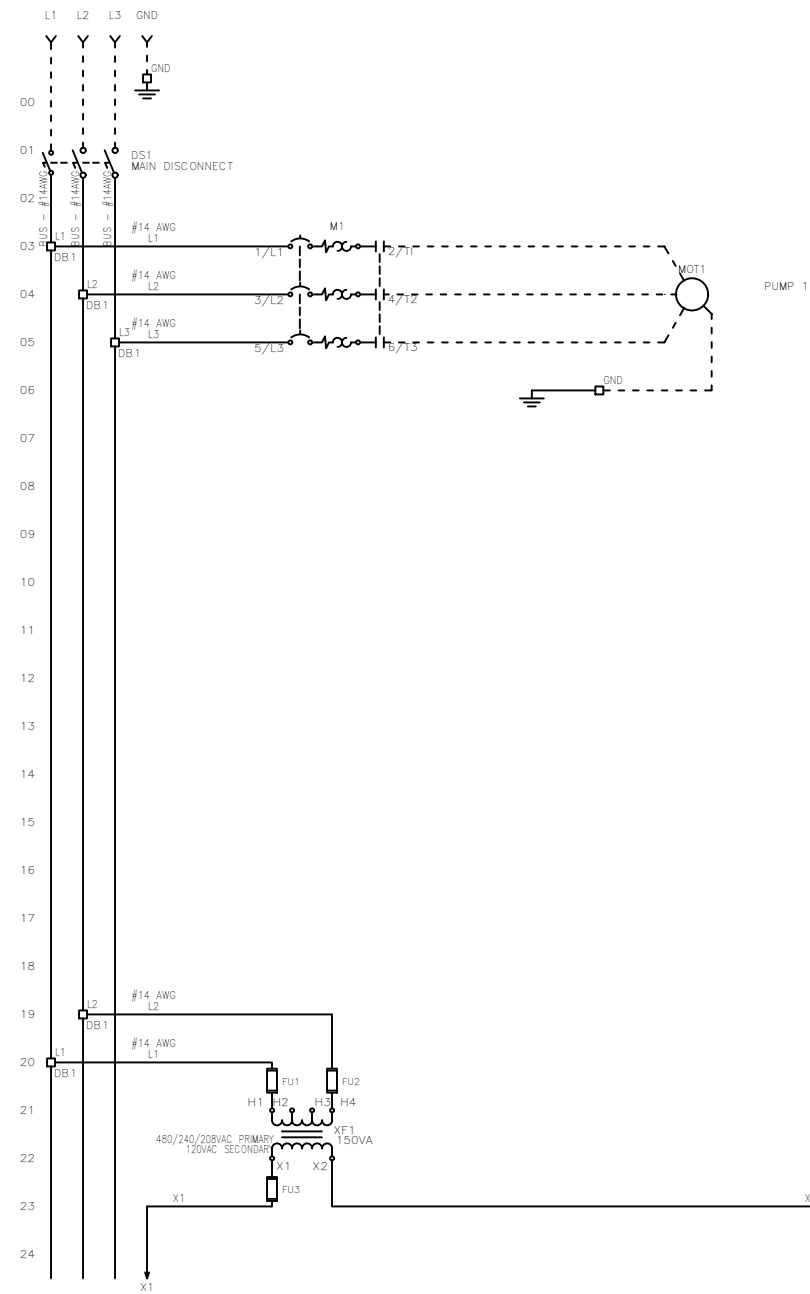 L1 L2 L3 GND
GND
00
01
DS1
MAIN DISCONNECT
BUS - #14AWG
BUS - #14AWG
BUS - #14AWG
02
#14 AWG
L1
M1
03
L1
DB1
1/L1
2/T1
#14 AWG
L2
MOT1
PUMP 1
04
L2
DB1
3/L2
4/T2
#14 AWG
L3
05
L3
DB1
5/L3
6/T3
06
GND
07
08
09
10
11
12
13
14
15
16
17
18
#14 AWG
L2
19
L2
DB1
#14 AWG
L1
20
L1
DB1
FU1
FU2
21
H1 H2 H3 H4
XF1
150VA
480/240/208VAC PRIMARY
120VAC SECONDARY
22
X1 X2
FU3
23
X1
X
24
X1